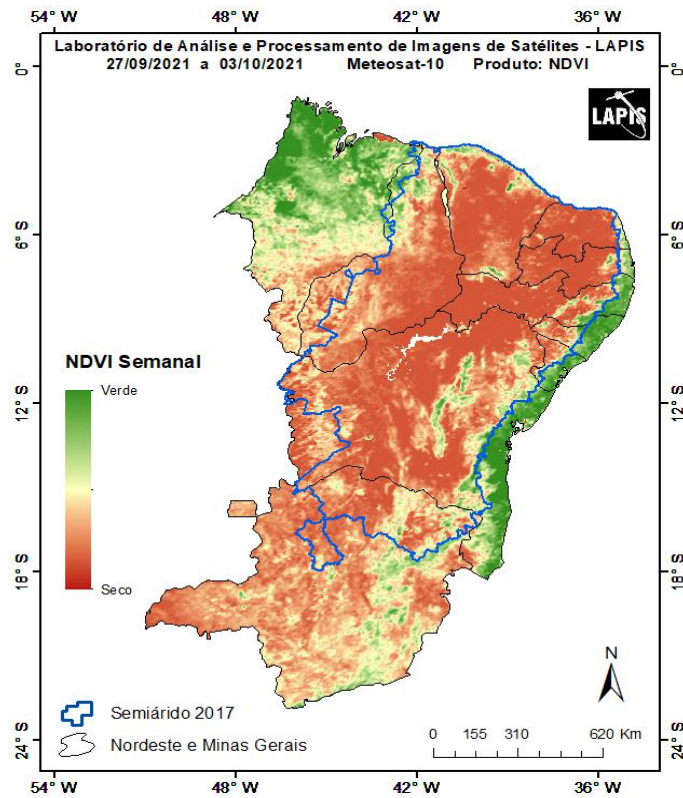 54° W 48° W 42° W 36° W
Laboratório de Análise e Processamento de Imagens de Satélites - LAPIS
27/09/2021 a 03/10/2021 Meteosat-10 Produto: NDVI
LAPIS
0° 0°
6° S 6° S
NDVI Semanal
Verde
12° S 12° S
18° S 18° S
Seco
N
Semiárido 2017
Nordeste e Minas Gerais
0 155 310 620 Km
24° S 24° S
54° W 48° W 42° W 36° W